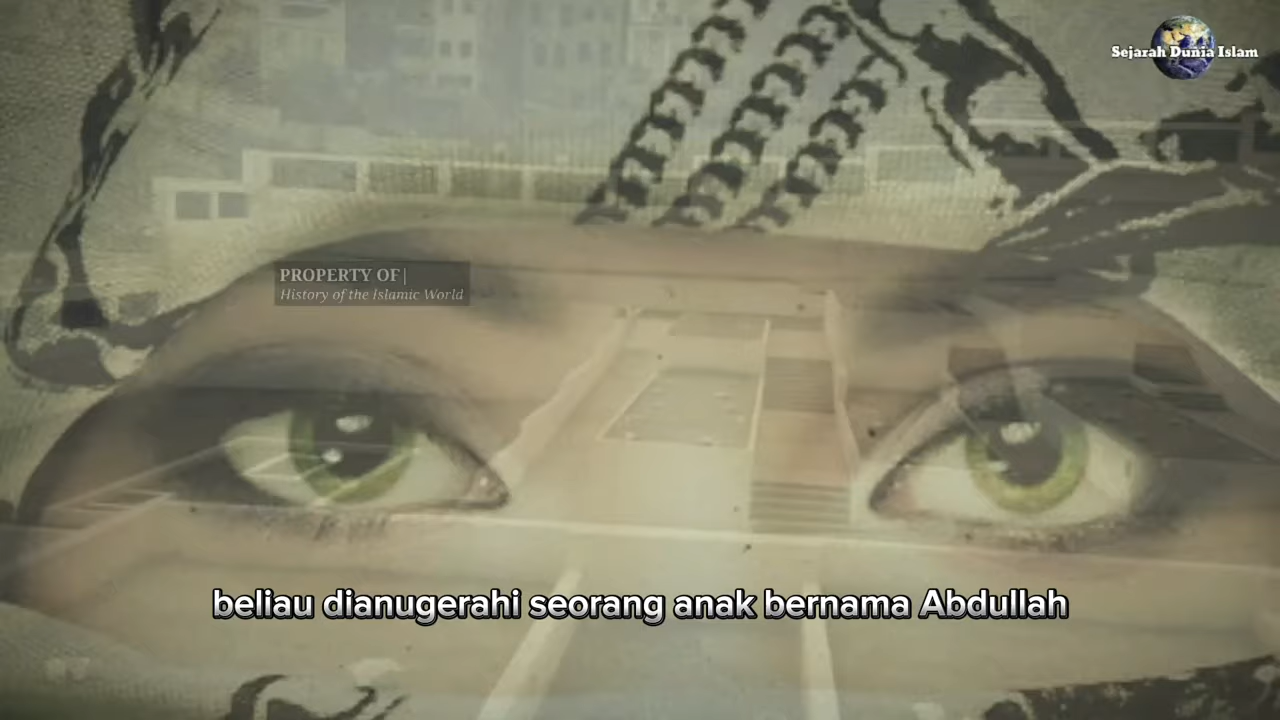 Sejarah Dunia Islam
PROPERTY OF|
History of the Islamic World
beliau dianugerahi seorang anak bernama Abdullah